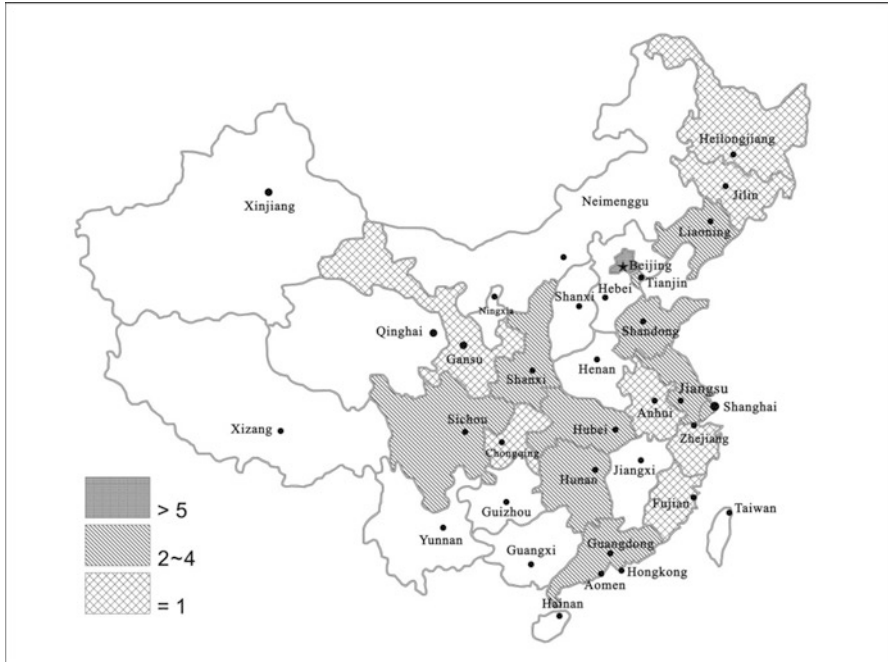 Heilongjiang
Jilin
Xinjiang
Neimenggu
Liaoning
Beijing
Tianjin
Hebei
Shanxi
Ningxia
Qinghai
Shandong
Gansu
Henan
Shanxi
Jiangsu
Shanghai
Anhui
Sichou
Hubei
Xizang
Zhejiang
Chongqing
Jiangxi
Hunan
Fujian
Guizhou
Taiwan
Yunnan
Guangdong
Guangxi
Hongkong
Aomen
Hainan
> 5
2~4
= 1